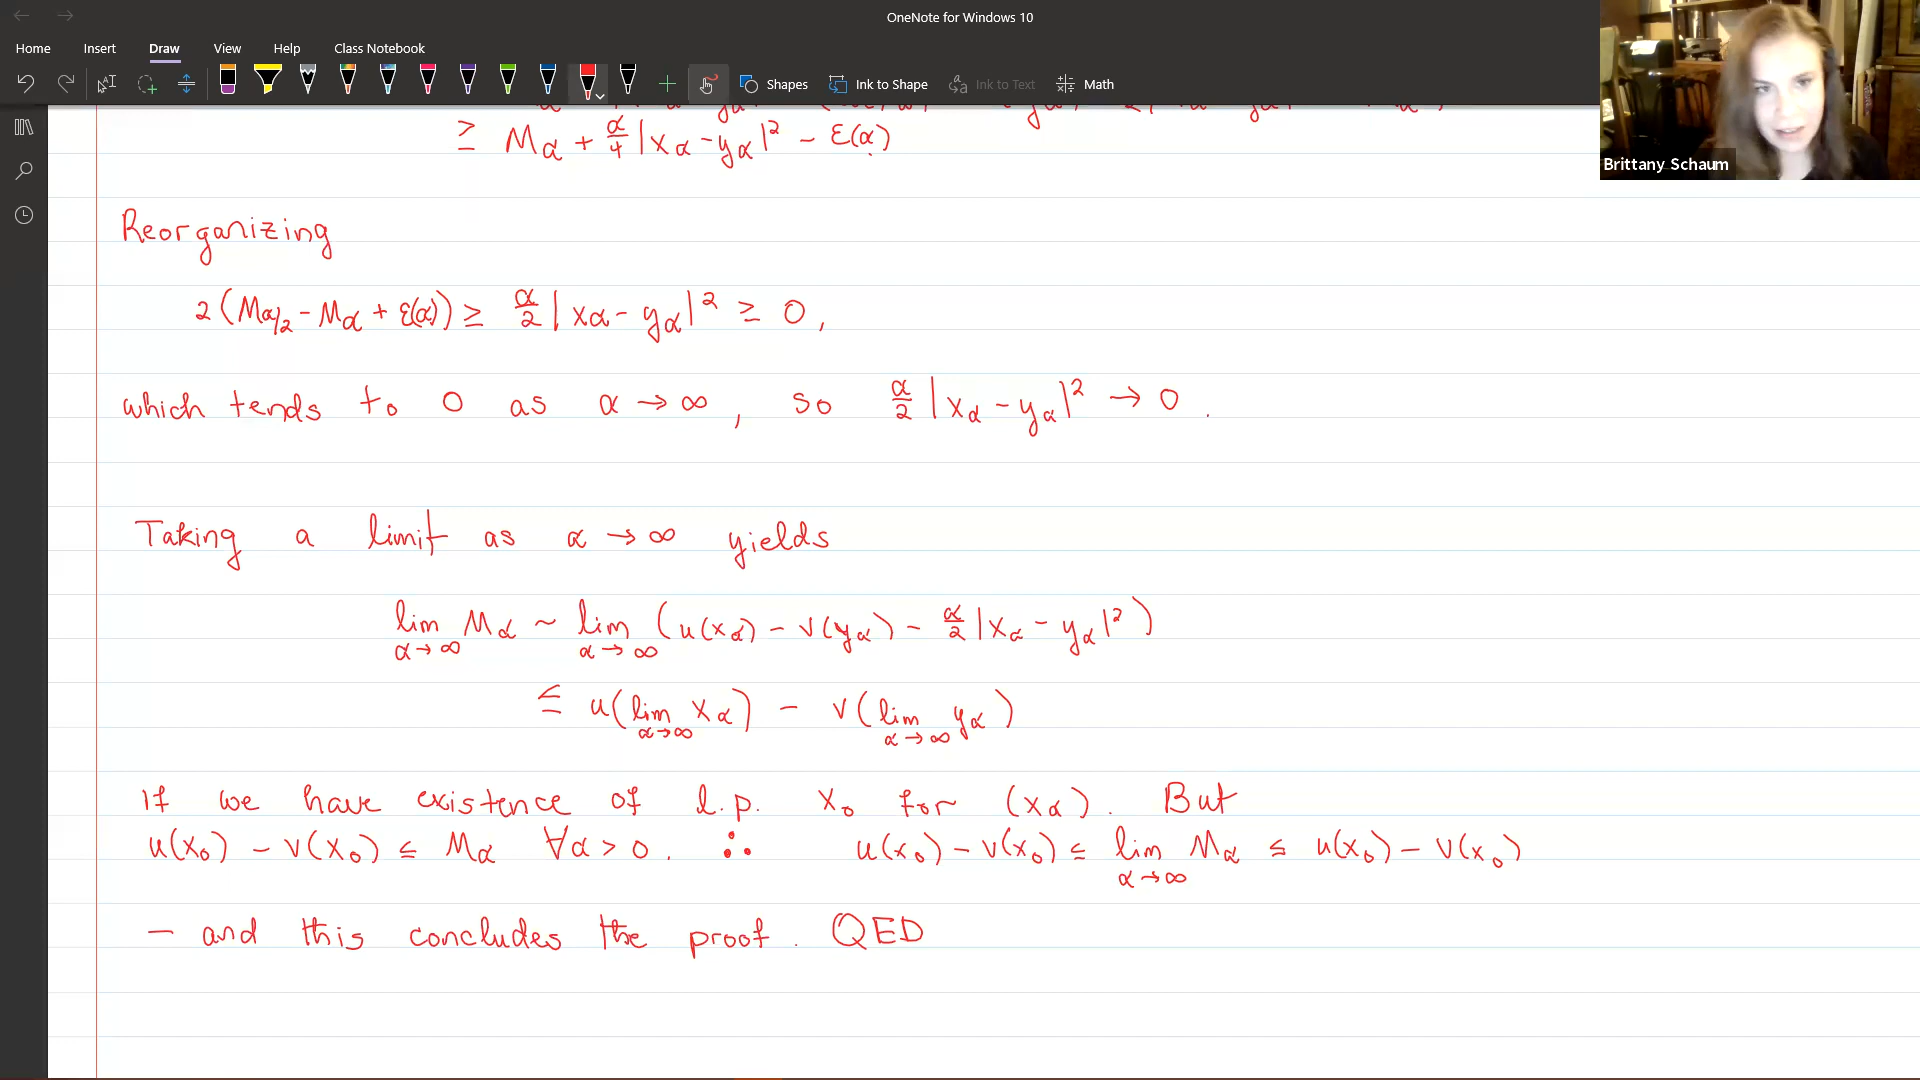 OneNote for Windows 10
Home Insert Draw View Help Class Notebook
Shapes Ink to Shape Ink to Text Math
Brittany Schaum
≥ Mα + α/4 |xα - yα|² - ε(α)
Reorganizing
2(Mα/2 - Mα + ε(α)) ≥ α/2 |xα - yα|² ≥ 0,
which tends to 0 as α → ∞, so α/2 |xα - yα|² → 0.
Taking a limit as α → ∞ yields
lim α→∞ Mα ~ lim α→∞ (u(xα) - v(yα) - α/2 |xα - yα|²)
≤ u(lim α→∞ xα) - v(lim α→∞ yα)
If we have existence of l.p. x₀ for (xα). But
u(x₀) - v(x₀) ≤ Mα ∀α > 0. ∴ u(x₀) - v(x₀) ≤ lim α→∞ Mα ≤ u(x₀) - v(x₀)
- and this concludes the proof. QED